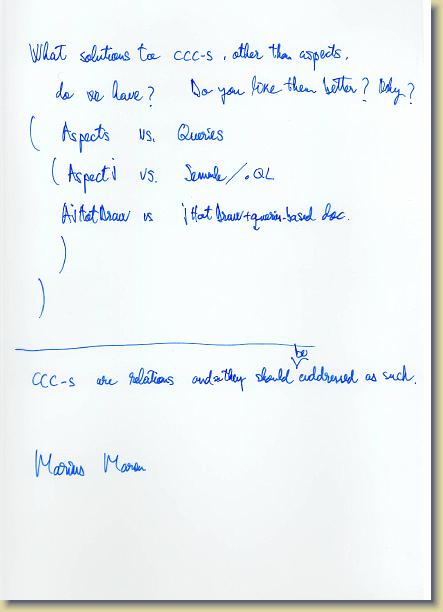 What solutions to CCC-s, other than aspects,
do we have? Do you like them better? Why?
( Aspects vs. Queries
( AspectJ vs. Semmle/.QL
AjHotDraw vs jHotDraw+queries-based doc.
)
)
be
CCC-s are relations and they should addressed as such.
Marius Marin